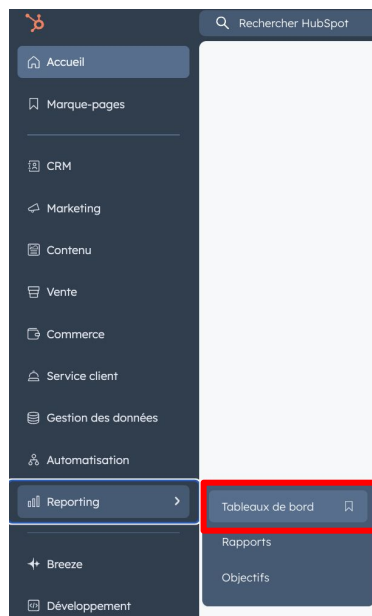 Rechercher HubSpot
Accueil
Marque-pages
CRM
Marketing
Contenu
Vente
Commerce
Service client
Gestion des données
Automatisation
Reporting
Tableaux de bord
Rapports
Objectifs
Breeze
Développement